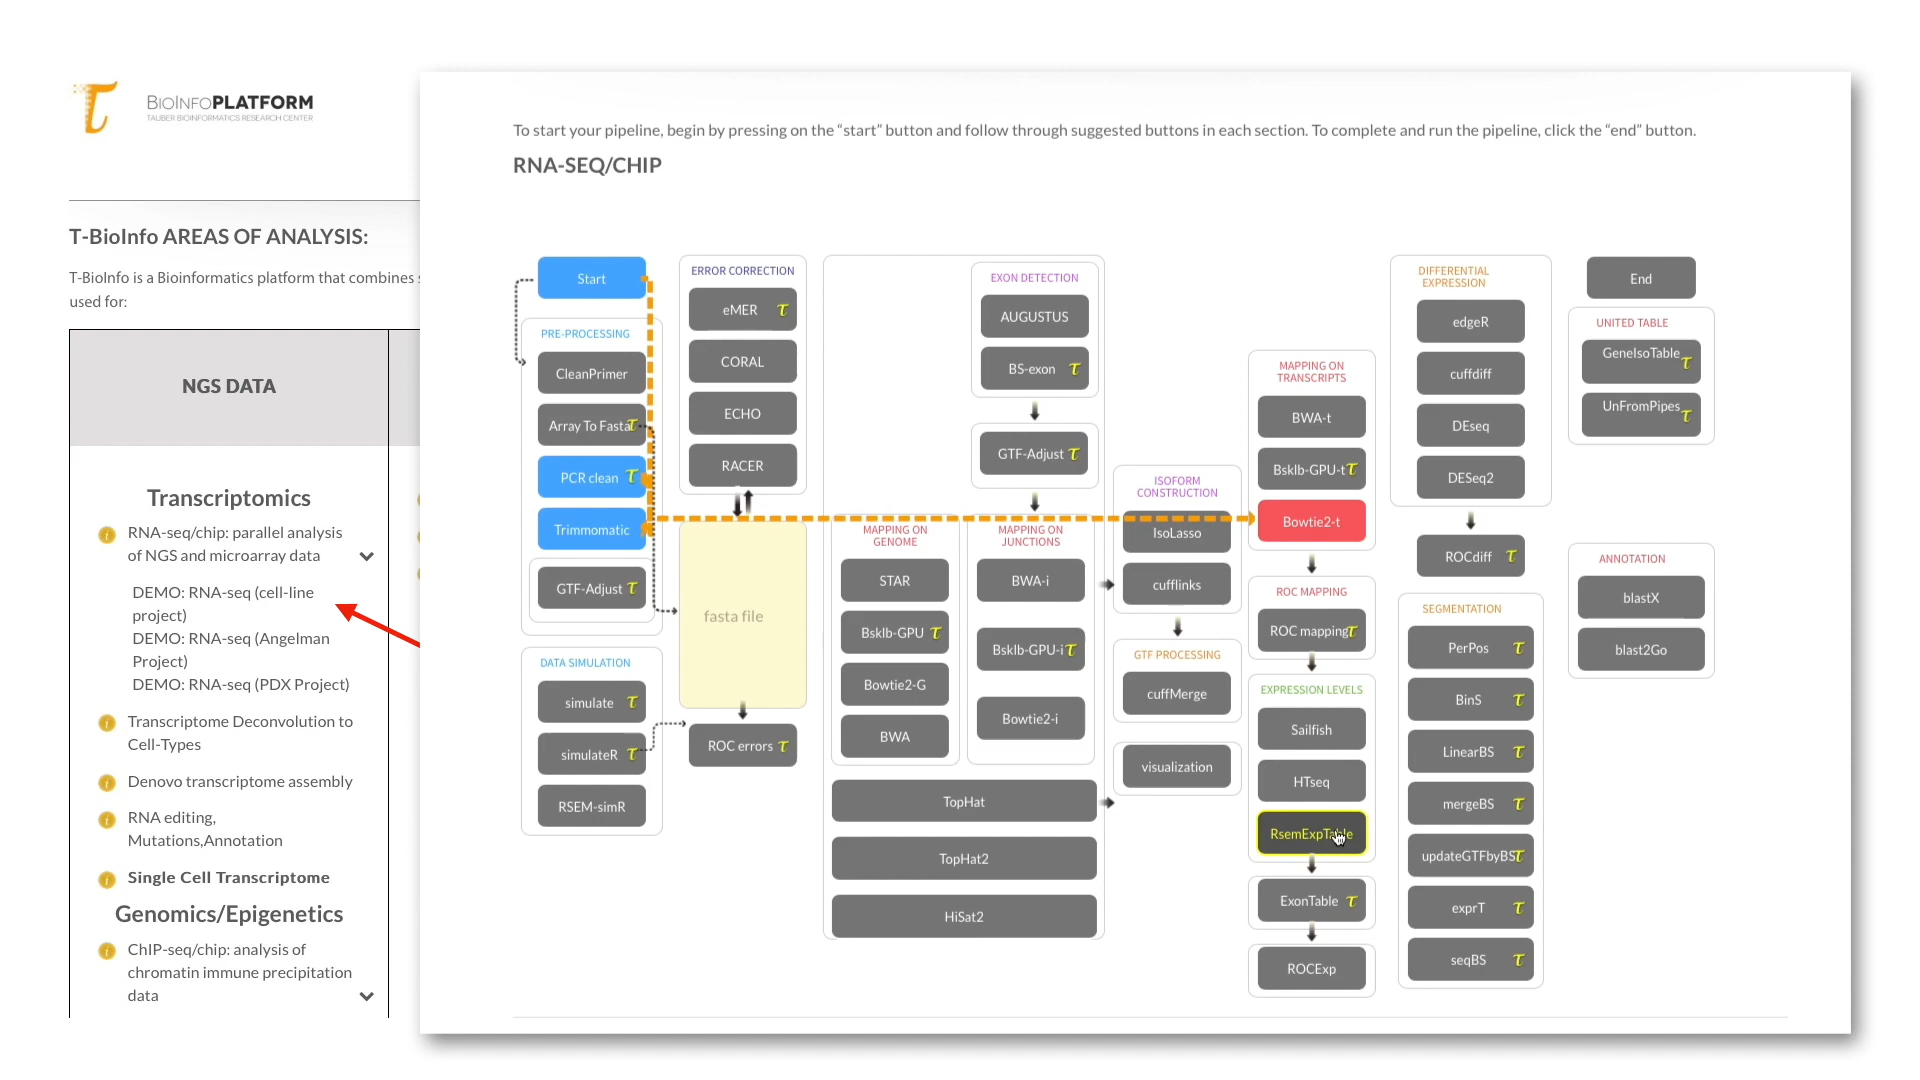 BIOINFOPLATFORM
TAUBER BIOINFORMATICS RESEARCH CENTER
T-BioInfo AREAS OF ANALYSIS:
T-BioInfo is a Bioinformatics platform that combines
used for:
NGS DATA
Transcriptomics
RNA-seq/chip: parallel analysis
of NGS and microarray data
DEMO: RNA-seq (cell-line
project)
DEMO: RNA-seq (Angelman
Project)
DEMO: RNA-seq (PDX Project)
Transcriptome Deconvolution to
Cell-Types
Denovo transcriptome assembly
RNA editing,
Mutations,Annotation
Single Cell Transcriptome
Genomics/Epigenetics
ChIP-seq/chip: analysis of
chromatin immune precipitation
data
To start your pipeline, begin by pressing on the “start” button and follow through suggested buttons in each section. To complete and run the pipeline, click the “end” button.
RNA-SEQ/CHIP
Start
PRE-PROCESSING
CleanPrimer
Array To Fasta
PCR clean
Trimmomatic
GTF-Adjust
DATA SIMULATION
simulate
simulateR
RSEM-simR
ERROR CORRECTION
eMER
CORAL
ECHO
RACER
fasta file
ROC errors
EXON DETECTION
AUGUSTUS
BS-exon
GTF-Adjust
MAPPING ON
GENOME
STAR
Bsklb-GPU
Bowtie2-G
BWA
MAPPING ON
JUNCTIONS
BWA-i
Bsklb-GPU-i
Bowtie2-i
TopHat
TopHat2
HiSat2
ISOFORM
CONSTRUCTION
IsoLasso
cufflinks
GTF PROCESSING
cuffMerge
visualization
MAPPING ON
TRANSCRIPTS
BWA-t
Bsklb-GPU-t
Bowtie2-t
ROC MAPPING
ROC mapping
EXPRESSION LEVELS
Sailfish
HTseq
RsemExpTable
ExonTable
ROCExp
DIFFERENTIAL
EXPRESSION
edgeR
cuffdiff
DEseq
DESeq2
ROCdiff
SEGMENTATION
PerPos
BinS
LinearBS
mergeBS
updateGTFbyBS
exprT
seqBS
End
UNITED TABLE
GeneIsoTable
UnFromPipes
ANNOTATION
blastX
blast2Go